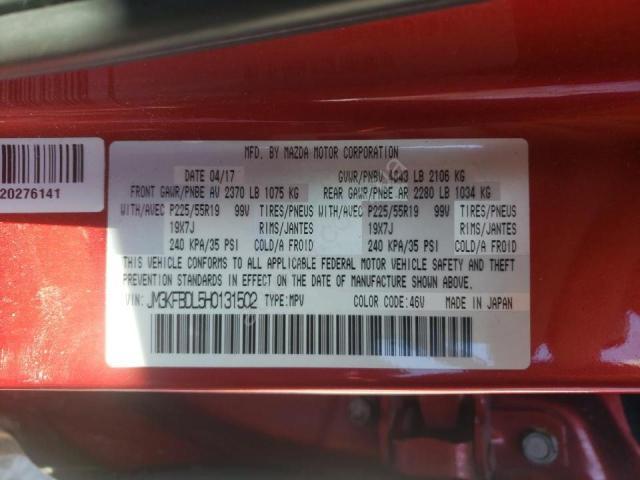 MFD. BY MAZDA MOTOR CORPORATION
DATE 04/17 GVWR/PNBV 4643 LB 2106 KG
FRONT GAWR/PNBE AV 2370 LB 1075 KG REAR GAWR/PNBE AR 2280 LB 1034 KG
WITH/AVEC P225/55R19 99V TIRES/PNEUS WITH/AVEC P225/55R19 99V TIRES/PNEUS
19X7J RIMS/JANTES 19X7J RIMS/JANTES
240 KPA/35 PSI COLD/A FROID 240 KPA/35 PSI COLD/A FROID
THIS VEHICLE CONFORMS TO ALL APPLICABLE FEDERAL MOTOR VEHICLE SAFETY AND THEFT
PREVENTION STANDARDS IN EFFECT ON THE DATE OF MANUFACTURE SHOWN ABOVE.
VIN: JM3KFBDL5H0131502 TYPE:MPV COLOR CODE:46V MADE IN JAPAN
20276141